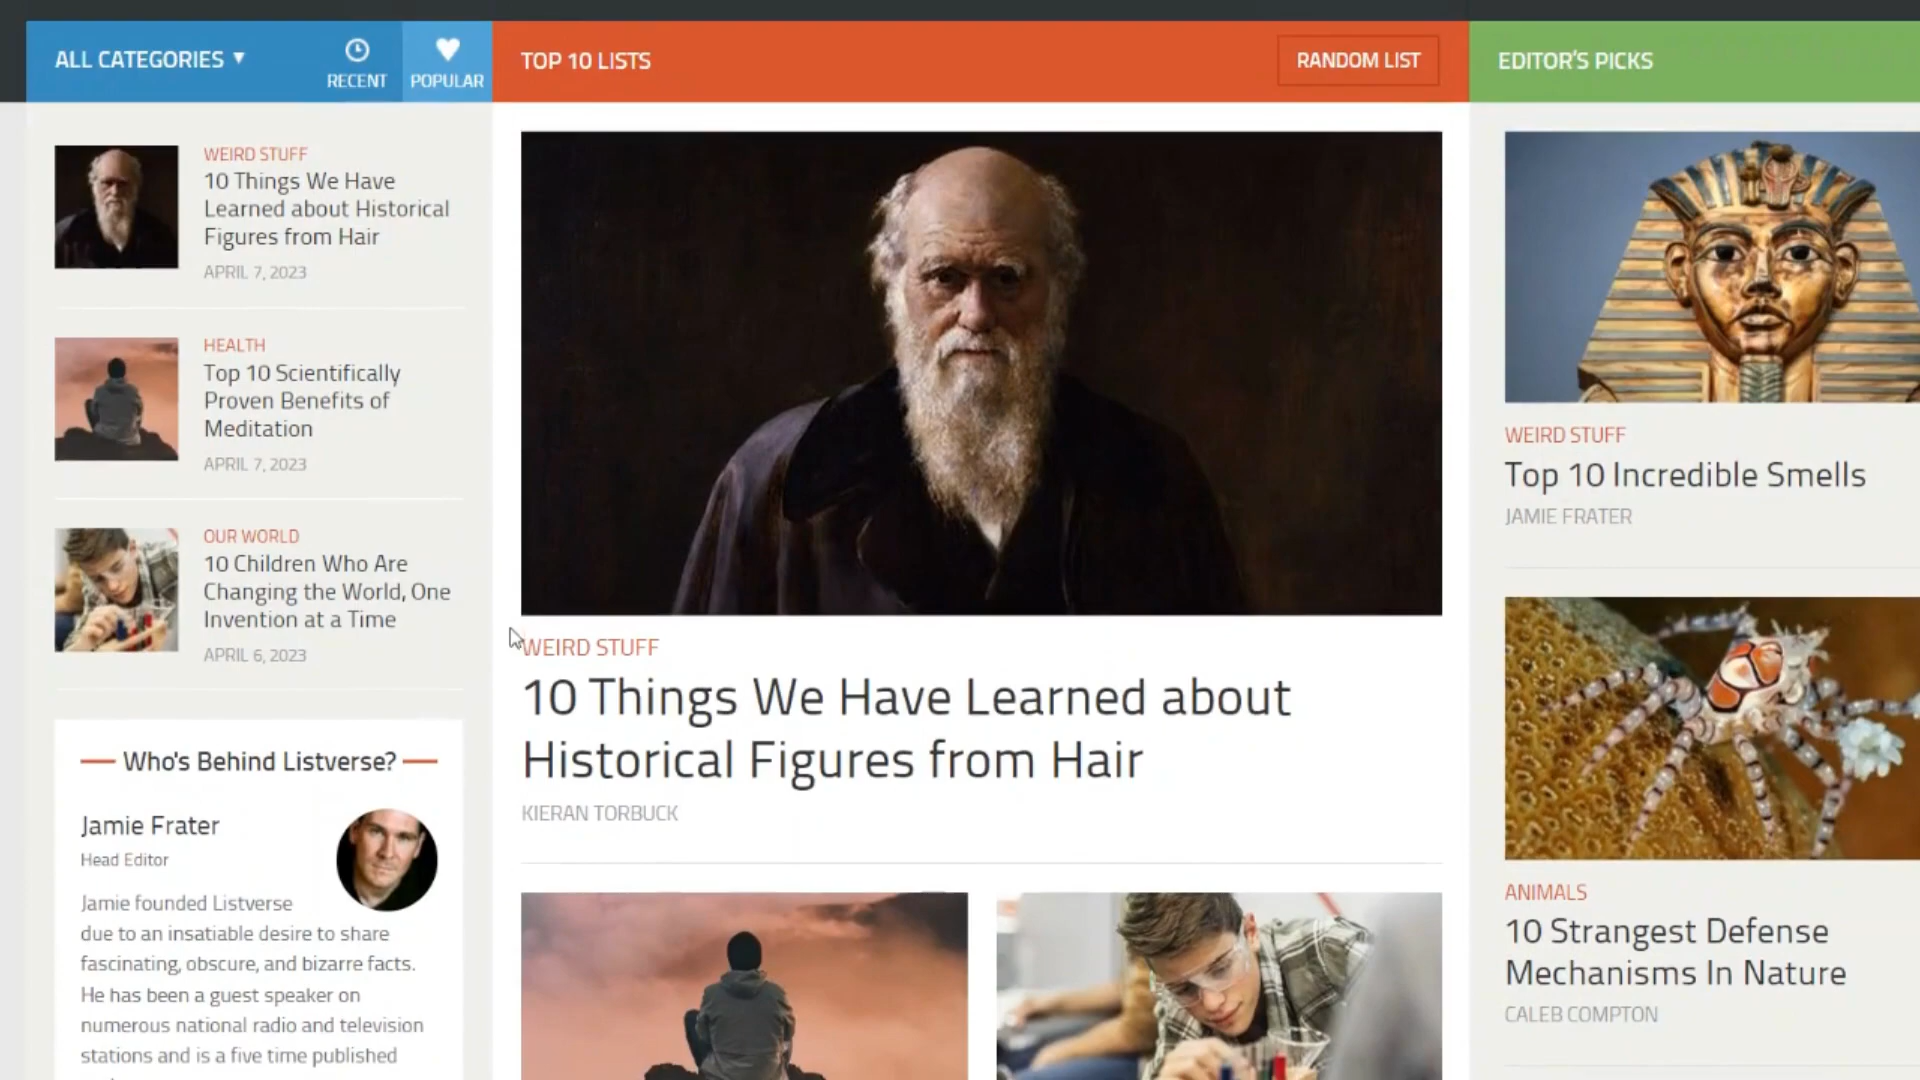 ALL CATEGORIES ▼
RECENT
POPULAR
TOP 10 LISTS
RANDOM LIST
EDITOR'S PICKS
WEIRD STUFF
10 Things We Have
Learned about Historical
Figures from Hair
APRIL 7, 2023
HEALTH
Top 10 Scientifically
Proven Benefits of
Meditation
APRIL 7, 2023
OUR WORLD
10 Children Who Are
Changing the World, One
Invention at a Time
APRIL 6, 2023
Who's Behind Listverse?
Jamie Frater
Head Editor
Jamie founded Listverse
due to an insatiable desire to share
fascinating, obscure, and bizarre facts.
He has been a guest speaker on
numerous national radio and television
stations and is a five time published
WEIRD STUFF
10 Things We Have Learned about
Historical Figures from Hair
KIERAN TORBUCK
WEIRD STUFF
Top 10 Incredible Smells
JAMIE FRATER
ANIMALS
10 Strangest Defense
Mechanisms In Nature
CALEB COMPTON